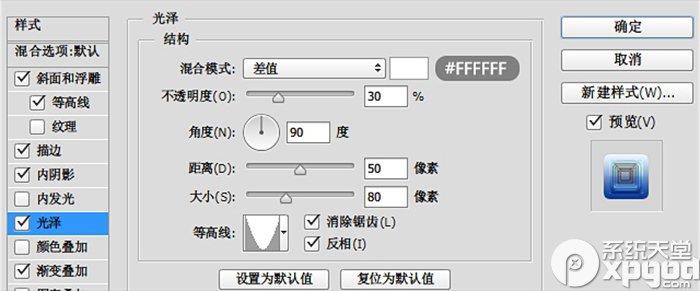 样式
混合选项:默认
斜面和浮雕
等高线
纹理
描边
内阴影
内发光
光泽
颜色叠加
渐变叠加
光泽
结构
混合模式: 差值 #FFFFFF
不透明度(O): 30 %
角度(N): 90 度
距离(D): 50 像素
大小(S): 80 像素
等高线: 消除锯齿(L)
反相(I)
设置为默认值 复位为默认值
确定
取消
新建样式(W)...
预览(V)
系统天堂